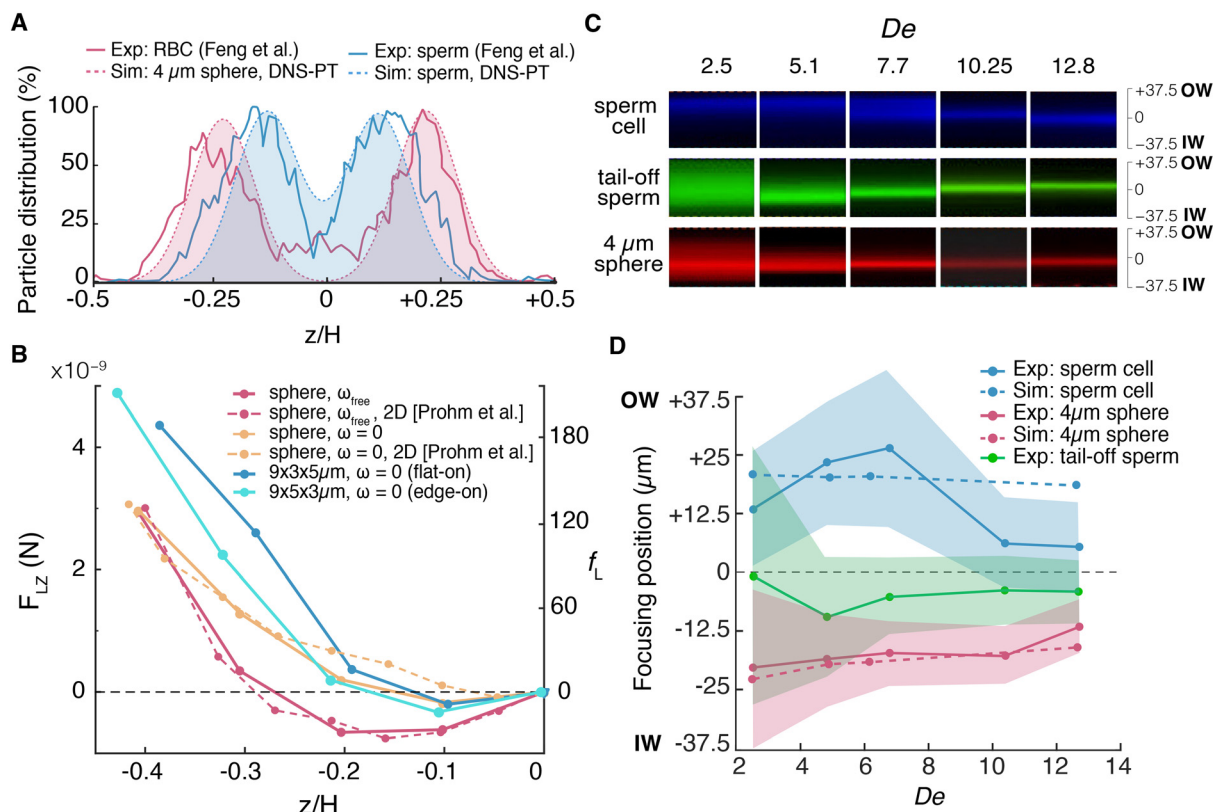 A
Exp: RBC (Feng et al.)
Exp: sperm (Feng et al.)
Sim: 4 µm sphere, DNS-PT
Sim: sperm, DNS-PT
Particle distribution (%)
100
50
25
0
-0.5
-0.25
0
+0.25
+0.5
z/H
B
x10⁻⁹
sphere, ω_free
sphere, ω_free, 2D [Prohm et al.]
sphere, ω = 0
sphere, ω = 0, 2D [Prohm et al.]
9x3x5µm, ω = 0 (flat-on)
9x5x3µm, ω = 0 (edge-on)
F_LZ (N)
4
2
0
180
120
60
0
f_L
-0.4
-0.3
-0.2
-0.1
0
z/H
C
De
2.5
5.1
7.7
10.25
12.8
sperm
cell
+37.5 OW
0
-37.5 IW
tail-off
sperm
+37.5 OW
0
-37.5 IW
4 µm
sphere
+37.5 OW
0
−37.5 IW
D
Exp: sperm cell
Sim: sperm cell
Exp: 4µm sphere
Sim: 4µm sphere
Exp: tail-off sperm
Focusing position (µm)
OW
+37.5
+25
+12.5
0
-12.5
-25
IW
-37.5
2
4
6
8
10
12
14
De